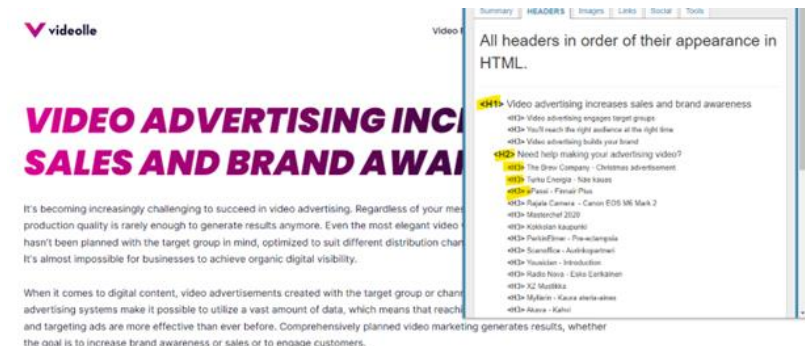 videolle
Video
VIDEO ADVERTISING INC
SALES AND BRAND AWA
It's becoming increasingly challenging to succeed in video advertising. Regardless of your mes
production quality is rarely enough to generate results anymore. Even the most elegant video
hasn't been planned with the target group in mind, optimized to suit different distribution chan
It's almost impossible for businesses to achieve organic digital visibility.
When it comes to digital content, video advertisements created with the target group or chann
advertising systems make it possible to utilize a vast amount of data, which means that reachi
and targeting ads are more effective than ever before. Comprehensively planned video marketing generates results, whether
the goal is to increase brand awareness or sales or to engage customers.
Summary HEADERS Images Links Social Tools
All headers in order of their appearance in
HTML.
<H1> Video advertising increases sales and brand awareness
<H3> Video advertising engages target groups
<H3> You'll reach the right audience at the right time
<H3> Video advertising builds your brand
<H2> Need help making your advertising video?
<H3> The Brew Company - Christmas advertisement
<H3> Turku Energia - Näe kauas
<H3> ePassi - Finnair Plus
<H3> Rajala Camera - Canon EOS M6 Mark 2
<H3> Masterchef 2020
<H3> Kokkolan kaupunki
<H3> PerkinElmer - Pre-eclampsia
<H3> Scanoffice - Aurinkopartneri
<H3> Yousician - Introduction
<H3> Radio Nova - Esko Eerikäinen
<H3> X2 Musiikka
<H3> Myllärin - Kaura
<H3> Akava - Kahvi